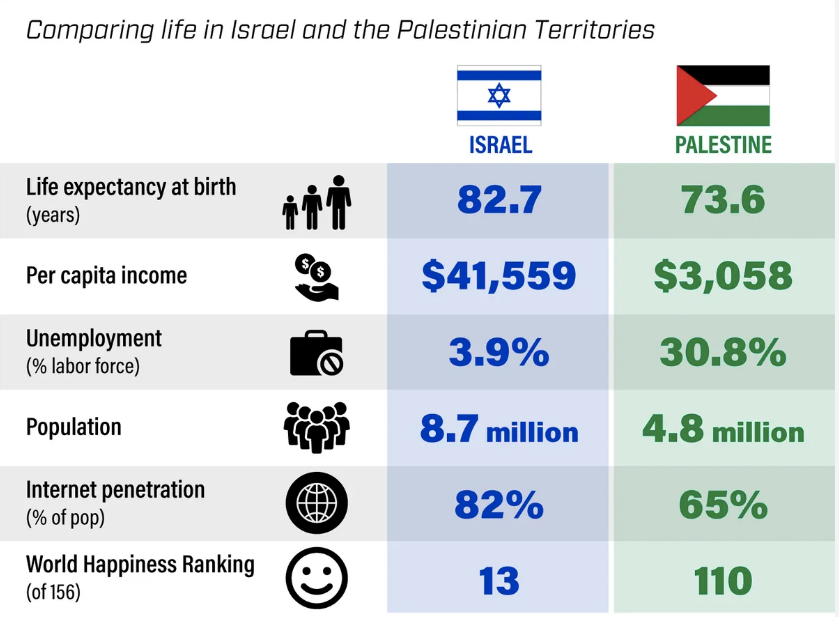 Comparing life in Israel and the Palestinian Territories
ISRAEL
PALESTINE
Life expectancy at birth
(years)
82.7
73.6
Per capita income
$ $
$41,559
$3,058
Unemployment
(% labor force)
3.9%
30.8%
Population
8.7 million
4.8 million
Internet penetration
(% of pop)
82%
65%
World Happiness Ranking
(of 156)
13
110